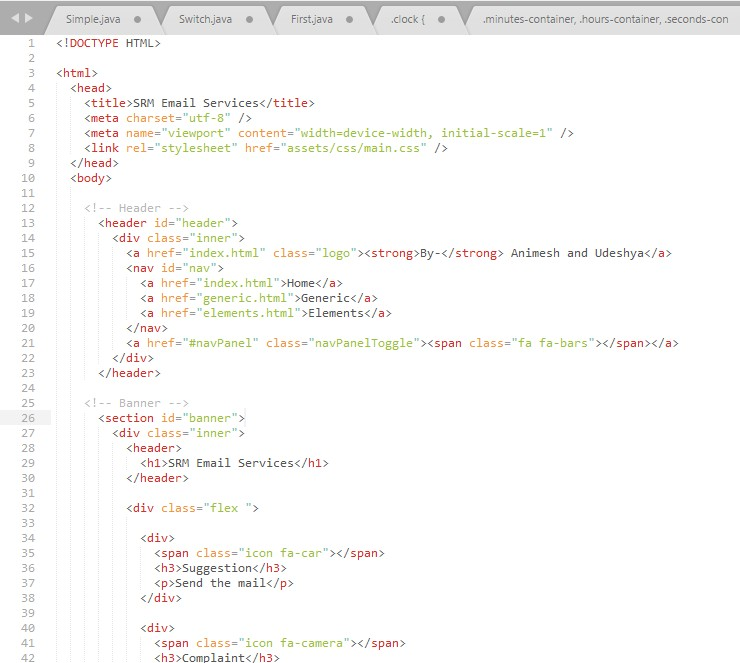 Simple.java
Switch.java
First.java
.clock {
.minutes-container, .hours-container, .seconds-con
1 <!DOCTYPE HTML>
2
3 <html>
4 <head>
5 <title>SRM Email Services</title>
6 <meta charset="utf-8" />
7 <meta name="viewport" content="width=device-width, initial-scale=1" />
8 <link rel="stylesheet" href="assets/css/main.css" />
9 </head>
10 <body>
11
12 <!-- Header -->
13 <header id="header">
14 <div class="inner">
15 <a href="index.html" class="logo"><strong>By-</strong> Animesh and Udeshya</a>
16 <nav id="nav">
17 <a href="index.html">Home</a>
18 <a href="generic.html">Generic</a>
19 <a href="elements.html">Elements</a>
20 </nav>
21 <a href="#navPanel" class="navPanelToggle"><span class="fa fa-bars"></span></a>
22 </div>
23 </header>
24
25 <!-- Banner -->
26 <section id="banner">
27 <div class="inner">
28 <header>
29 <h1>SRM Email Services</h1>
30 </header>
31
32 <div class="flex ">
33
34 <div>
35 <span class="icon fa-car"></span>
36 <h3>Suggestion</h3>
37 <p>Send the mail</p>
38 </div>
39
40 <div>
41 <span class="icon fa-camera"></span>
42 <h3>Complaint</h3>